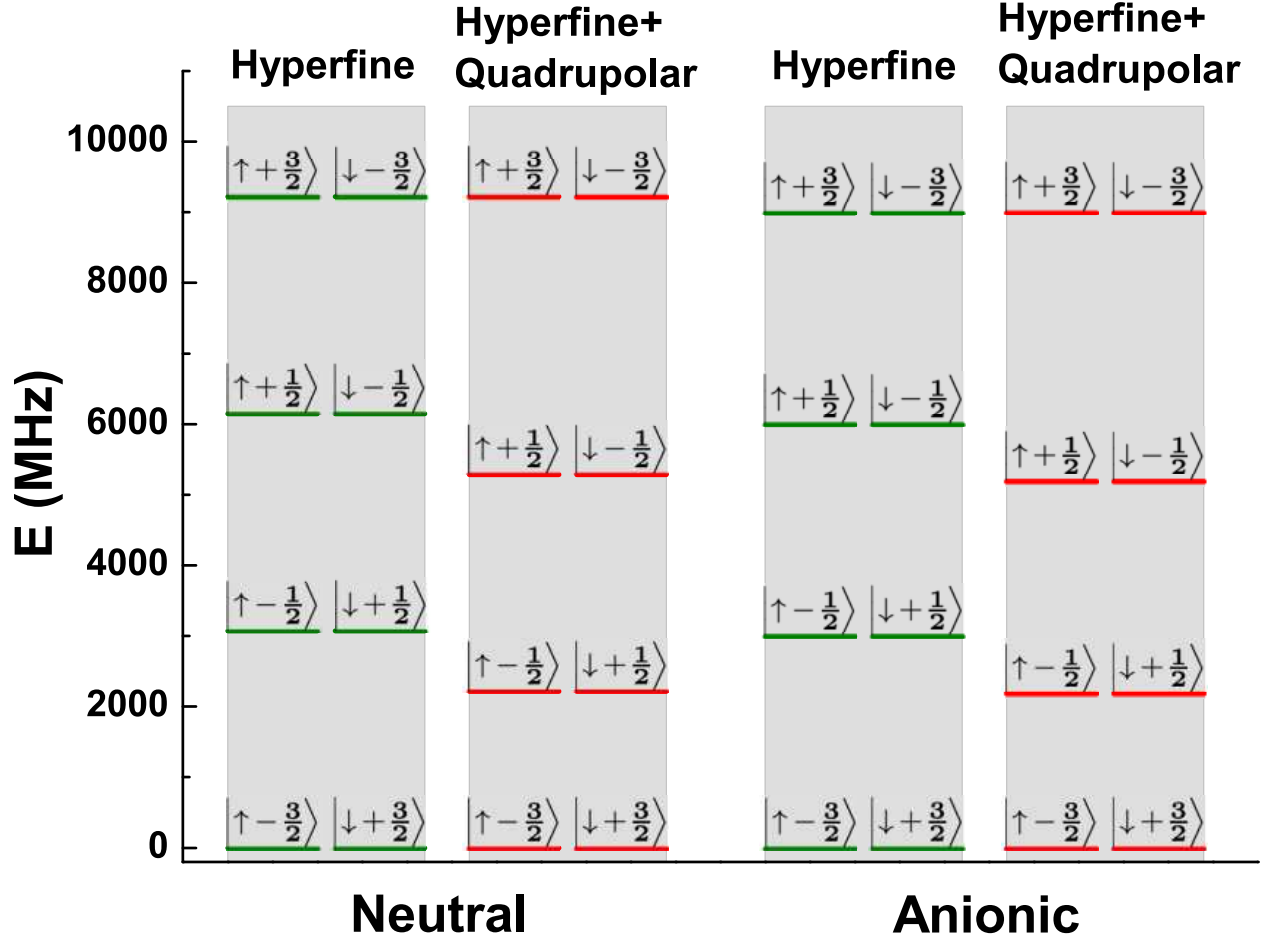 Hyperfine
Hyperfine+
Quadrupolar
Hyperfine
Hyperfine+
Quadrupolar
E (MHz)
10000
8000
6000
4000
2000
0
|↑+3/2⟩ |↓−3/2⟩ |↑+3/2⟩ |↓−3/2⟩ |↑+3/2⟩ |↓−3/2⟩ |↑+3/2⟩ |↓−3/2⟩
|↑+1/2⟩ |↓−1/2⟩ |↑+1/2⟩ |↓−1/2⟩ |↑+1/2⟩ |↓−1/2⟩ |↑+1/2⟩ |↓−1/2⟩
|↑−1/2⟩ |↓+1/2⟩ |↑−1/2⟩ |↓+1/2⟩ |↑−1/2⟩ |↓+1/2⟩ |↑−1/2⟩ |↓+1/2⟩
|↑−3/2⟩ |↓+3/2⟩ |↑−3/2⟩ |↓+3/2⟩ |↑−3/2⟩ |↓+3/2⟩ |↑−3/2⟩ |↓+3/2⟩
Neutral
Anionic